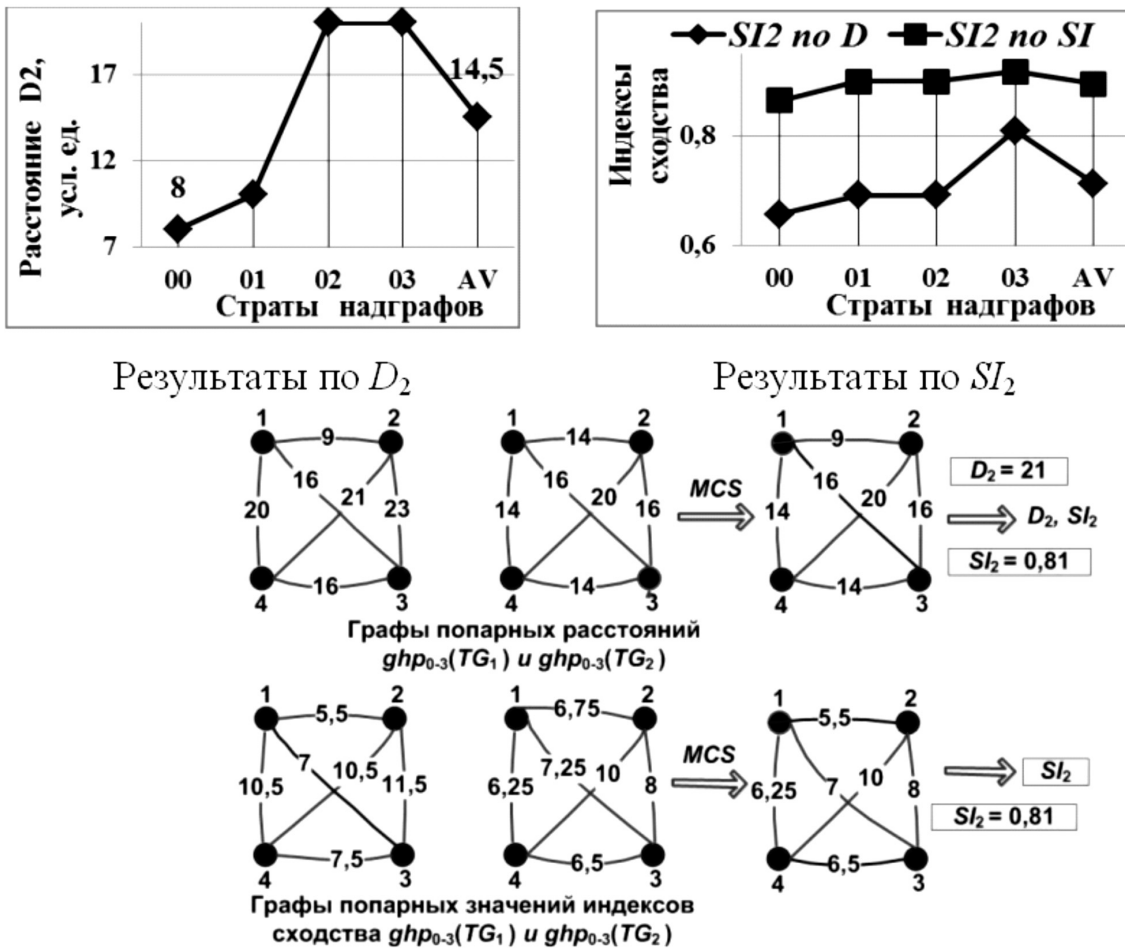 Расстояние D2,
усл. ед.
17
12
7
8
14,5
00 01 02 03 AV
Страты надграфов
SI2 по D SI2 по SI
Индексы
сходства
0,8
0,6
00 01 02 03 AV
Страты надграфов
Результаты по D₂
Результаты по SI₂
1 2
9
16
20 21 23
16
4 3
1 2
14
16
14 20 16
14
4 3
MCS
1 2
9
16
14 20 16
14
4 3
D₂ = 21
D₂, SI₂
SI₂ = 0,81
Графы попарных расстояний
ghp₀₋₃(TG₁) и ghp₀₋₃(TG₂)
1 2
5,5
7
10,5 10,5 11,5
7,5
4 3
1 2
6,75
7,25 10
6,25 8
6,5
4 3
MCS
1 2
5,5
6,25 7 10 8
6,5
4 3
SI₂
SI₂ = 0,81
Графы попарных значений индексов
сходства ghp₀₋₃(TG₁) и ghp₀₋₃(TG₂)